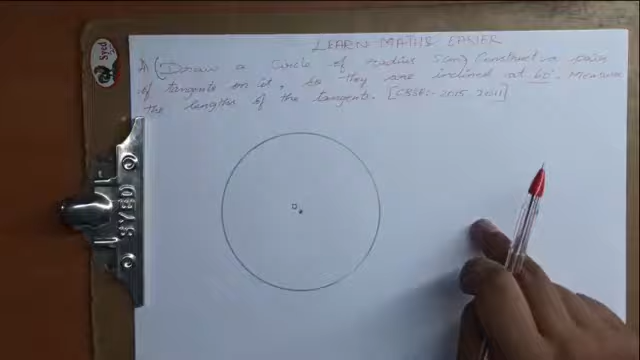 LEARN MATHS EASIER
Draw a circle of radius 5cm, Construct a pair
of tangents on it, so they are inclined at 60°. Measure
the lengths of the tangents. [CBSE-2015-2011]
O
SYED
Syed